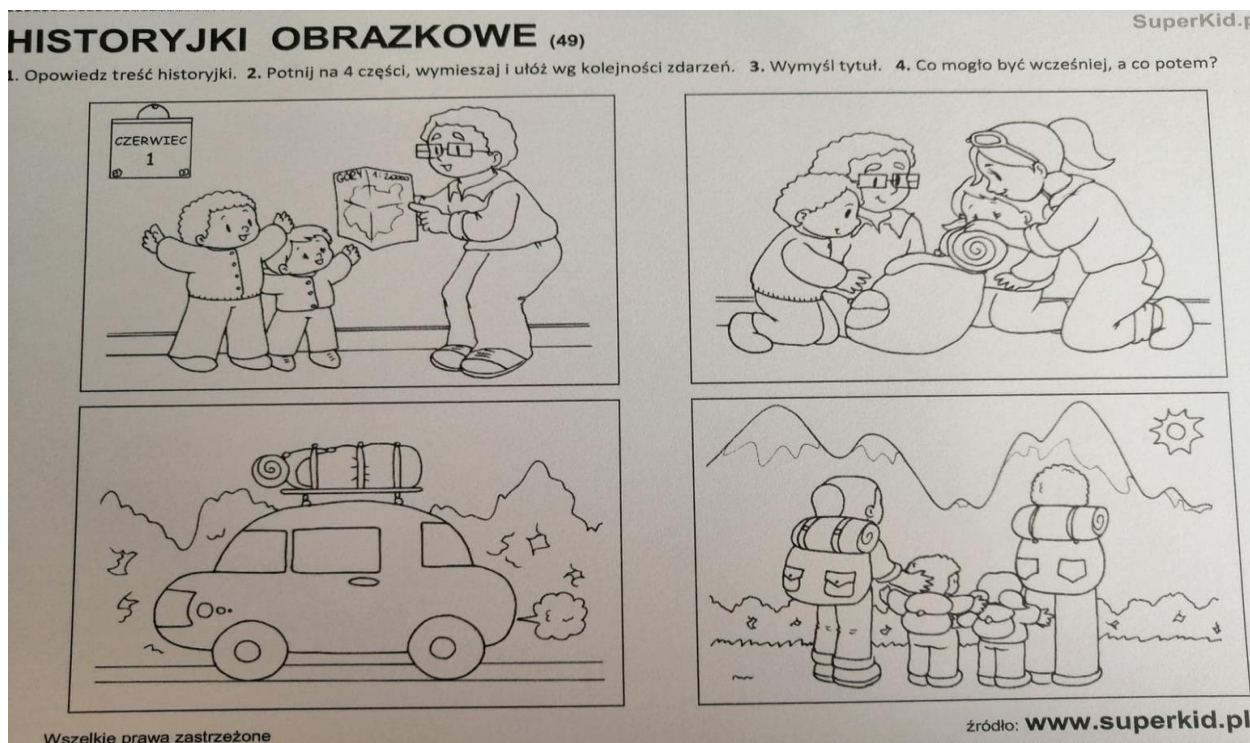 SuperKid.p
HISTORYJKI OBRAZKOWE (49)
1. Opowiedz treść historyjki. 2. Potnij na 4 części, wymieszaj i ułóż wg kolejności zdarzeń. 3. Wymyśl tytuł. 4. Co mogło być wcześniej, a co potem?
CZERWIEC
1
GÓRY
Wszelkie prawa zastrzeżone
źródło: www.superkid.pl